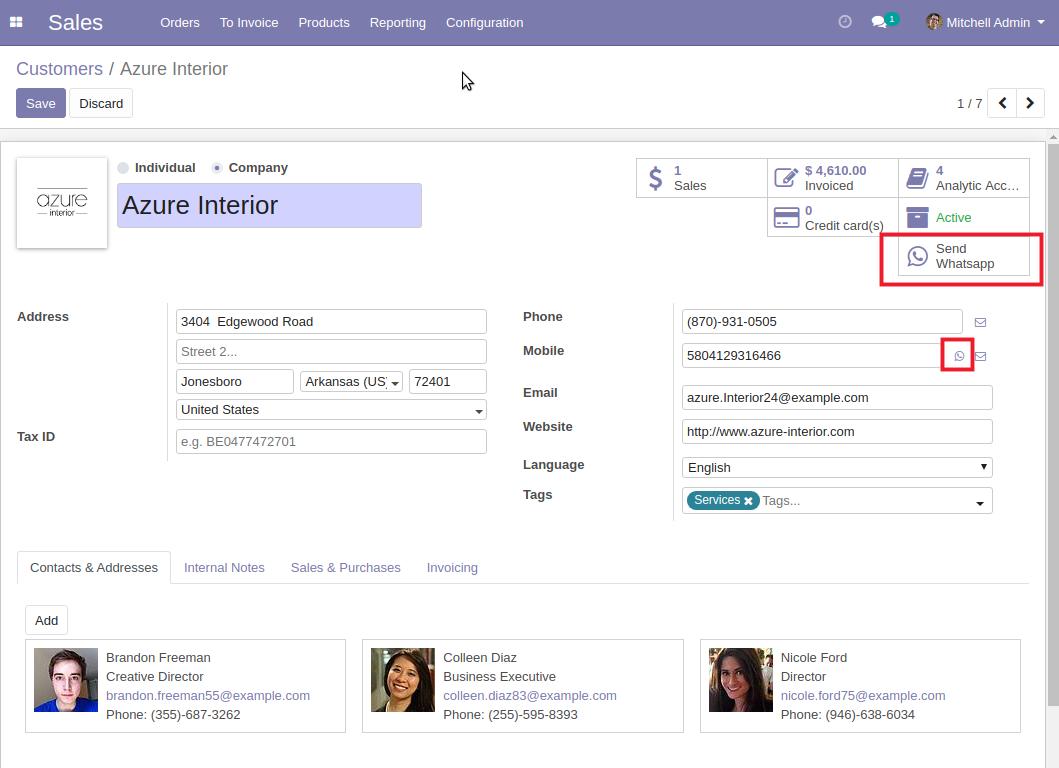 Sales Orders To Invoice Products Reporting Configuration 1 Mitchell Admin
Customers / Azure Interior
Save Discard 1 / 7
azure
interior
Individual Company
Azure Interior
1
Sales
$ 4,610.00
Invoiced
4
Analytic Acc...
0
Credit card(s)
Active
Send
Whatsapp
Address
3404 Edgewood Road
Street 2...
Jonesboro Arkansas (US) 72401
United States
Tax ID e.g. BE0477472701
Phone (870)-931-0505
Mobile 5804129316466
Email azure.Interior24@example.com
Website http://www.azure-interior.com
Language English
Tags Services Tags...
Contacts & Addresses Internal Notes Sales & Purchases Invoicing
Add
Brandon Freeman
Creative Director
brandon.freeman55@example.com
Phone: (355)-687-3262
Colleen Diaz
Business Executive
colleen.diaz83@example.com
Phone: (255)-595-8393
Nicole Ford
Director
nicole.ford75@example.com
Phone: (946)-638-6034